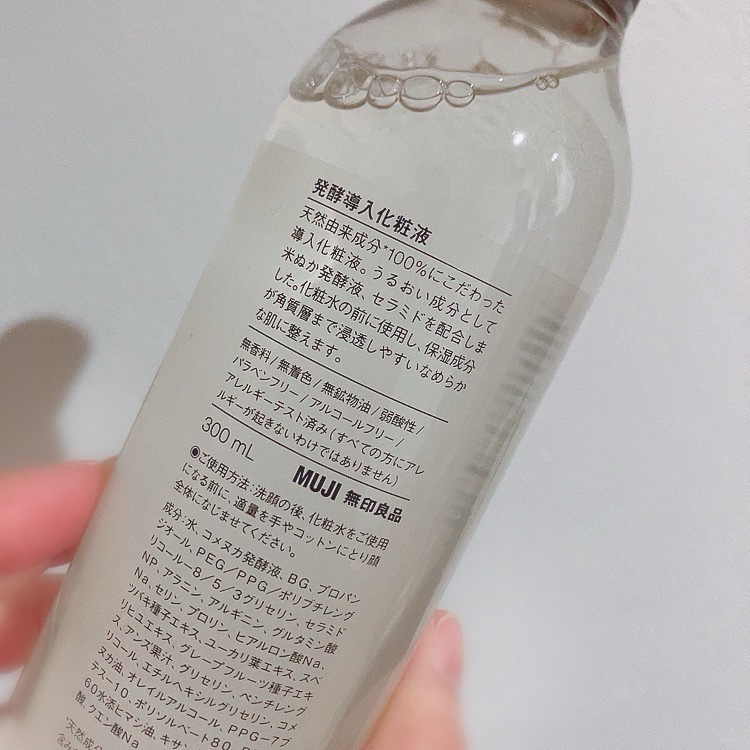 発酵導入化粧液
天然由来成分*100%にこだわった
導入化粧液。うるおい成分として
米ぬか発酵液、セラミドを配合しま
した。化粧水の前に使用し、保湿成分
が角質層まで浸透しやすいなめらか
な肌に整えます。
無香料/無着色/無鉱物油/弱酸性/
パラベンフリー/アルコールフリー/
アレルギーテスト済み(すべての方にアレ
ルギーが起きないわけではありません)
300 mL
MUJI 無印良品
◉ご使用方法:洗顔の後、化粧水をご使用
になる前に、適量を手やコットンにとり顔
全体になじませてください。
成分:水、コメヌカ発酵液、BG、プロパン
ジオール、PEG/PPG/ポリブチレング
リコール-8/5/3グリセリン、セラミド
NP、アラニン、アルギニン、グルタミン酸
Na、セリン、プロリン、ヒアルロン酸Na、
ツバキ種子エキス、ユーカリ葉エキス、スベ
リヒユエキス、グレープフルーツ種子エキ
ス、アンズ果汁、グリセリン、ペンチレング
リコール、エチルヘキシルグリセリン、コメ
ヌカ油、オレイルアルコール、PPG-7ブ
テス-10、ポリソルベート80、
60水添ヒマシ油、キサン
酸、クエン酸Na
*天然成分
含み